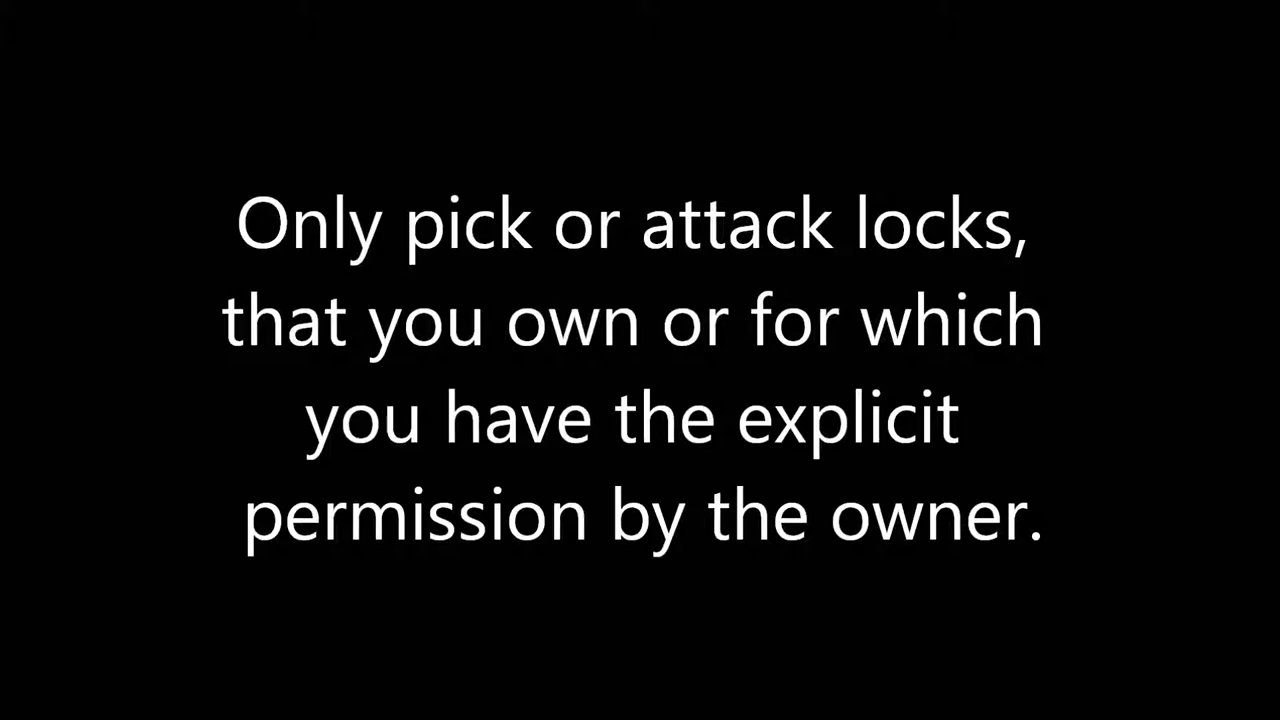 Only pick or attack locks,
that you own or for which
you have the explicit
permission by the owner.